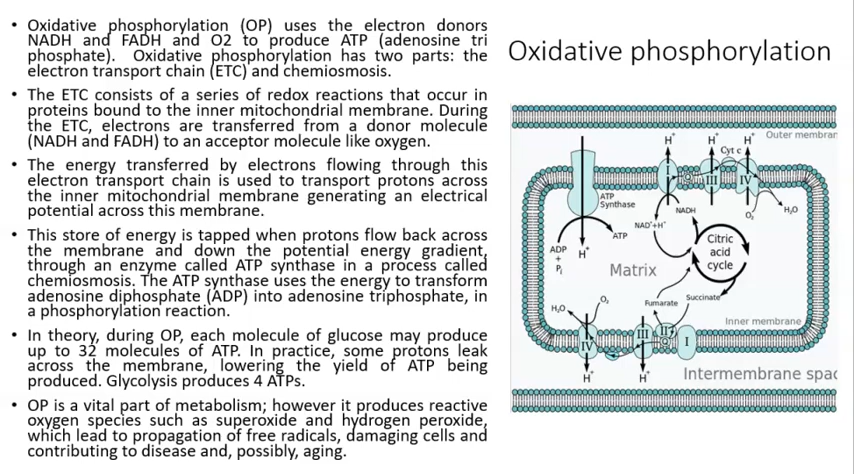 • Oxidative phosphorylation (OP) uses the electron donors
NADH and FADH and O2 to produce ATP (adenosine tri
phosphate). Oxidative phosphorylation has two parts: the
electron transport chain (ETC) and chemiosmosis.
• The ETC consists of a series of redox reactions that occur in
proteins bound to the inner mitochondrial membrane. During
the ETC, electrons are transferred from a donor molecule
(NADH and FADH) to an acceptor molecule like oxygen.
• The energy transferred by electrons flowing through this
electron transport chain is used to transport protons across
the inner mitochondrial membrane generating an electrical
potential across this membrane.
• This store of energy is tapped when protons flow back across
the membrane and down the potential energy gradient,
through an enzyme called ATP synthase in a process called
chemiosmosis. The ATP synthase uses the energy to transform
adenosine diphosphate (ADP) into adenosine triphosphate, in
a phosphorylation reaction.
• In theory, during OP, each molecule of glucose may produce
up to 32 molecules of ATP. In practice, some protons leak
across the membrane, lowering the yield of ATP being
produced. Glycolysis produces 4 ATPs.
• OP is a vital part of metabolism; however it produces reactive
oxygen species such as superoxide and hydrogen peroxide,
which lead to propagation of free radicals, damaging cells and
contributing to disease and, possibly, aging.
Oxidative phosphorylation
Outer membran
H⁺ H⁺ H⁺
Cyt c
I Q III IV
ATP
Synthase
NADH
O₂ H₂O
NAD⁺+H⁺
ATP
ADP
+
Pᵢ
H⁺
Citric
acid
cycle
Matrix
Fumarate Succinate
H₂O O₂
Inner membrane
IV III Q II I
H⁺ H⁺
Intermembrane spac